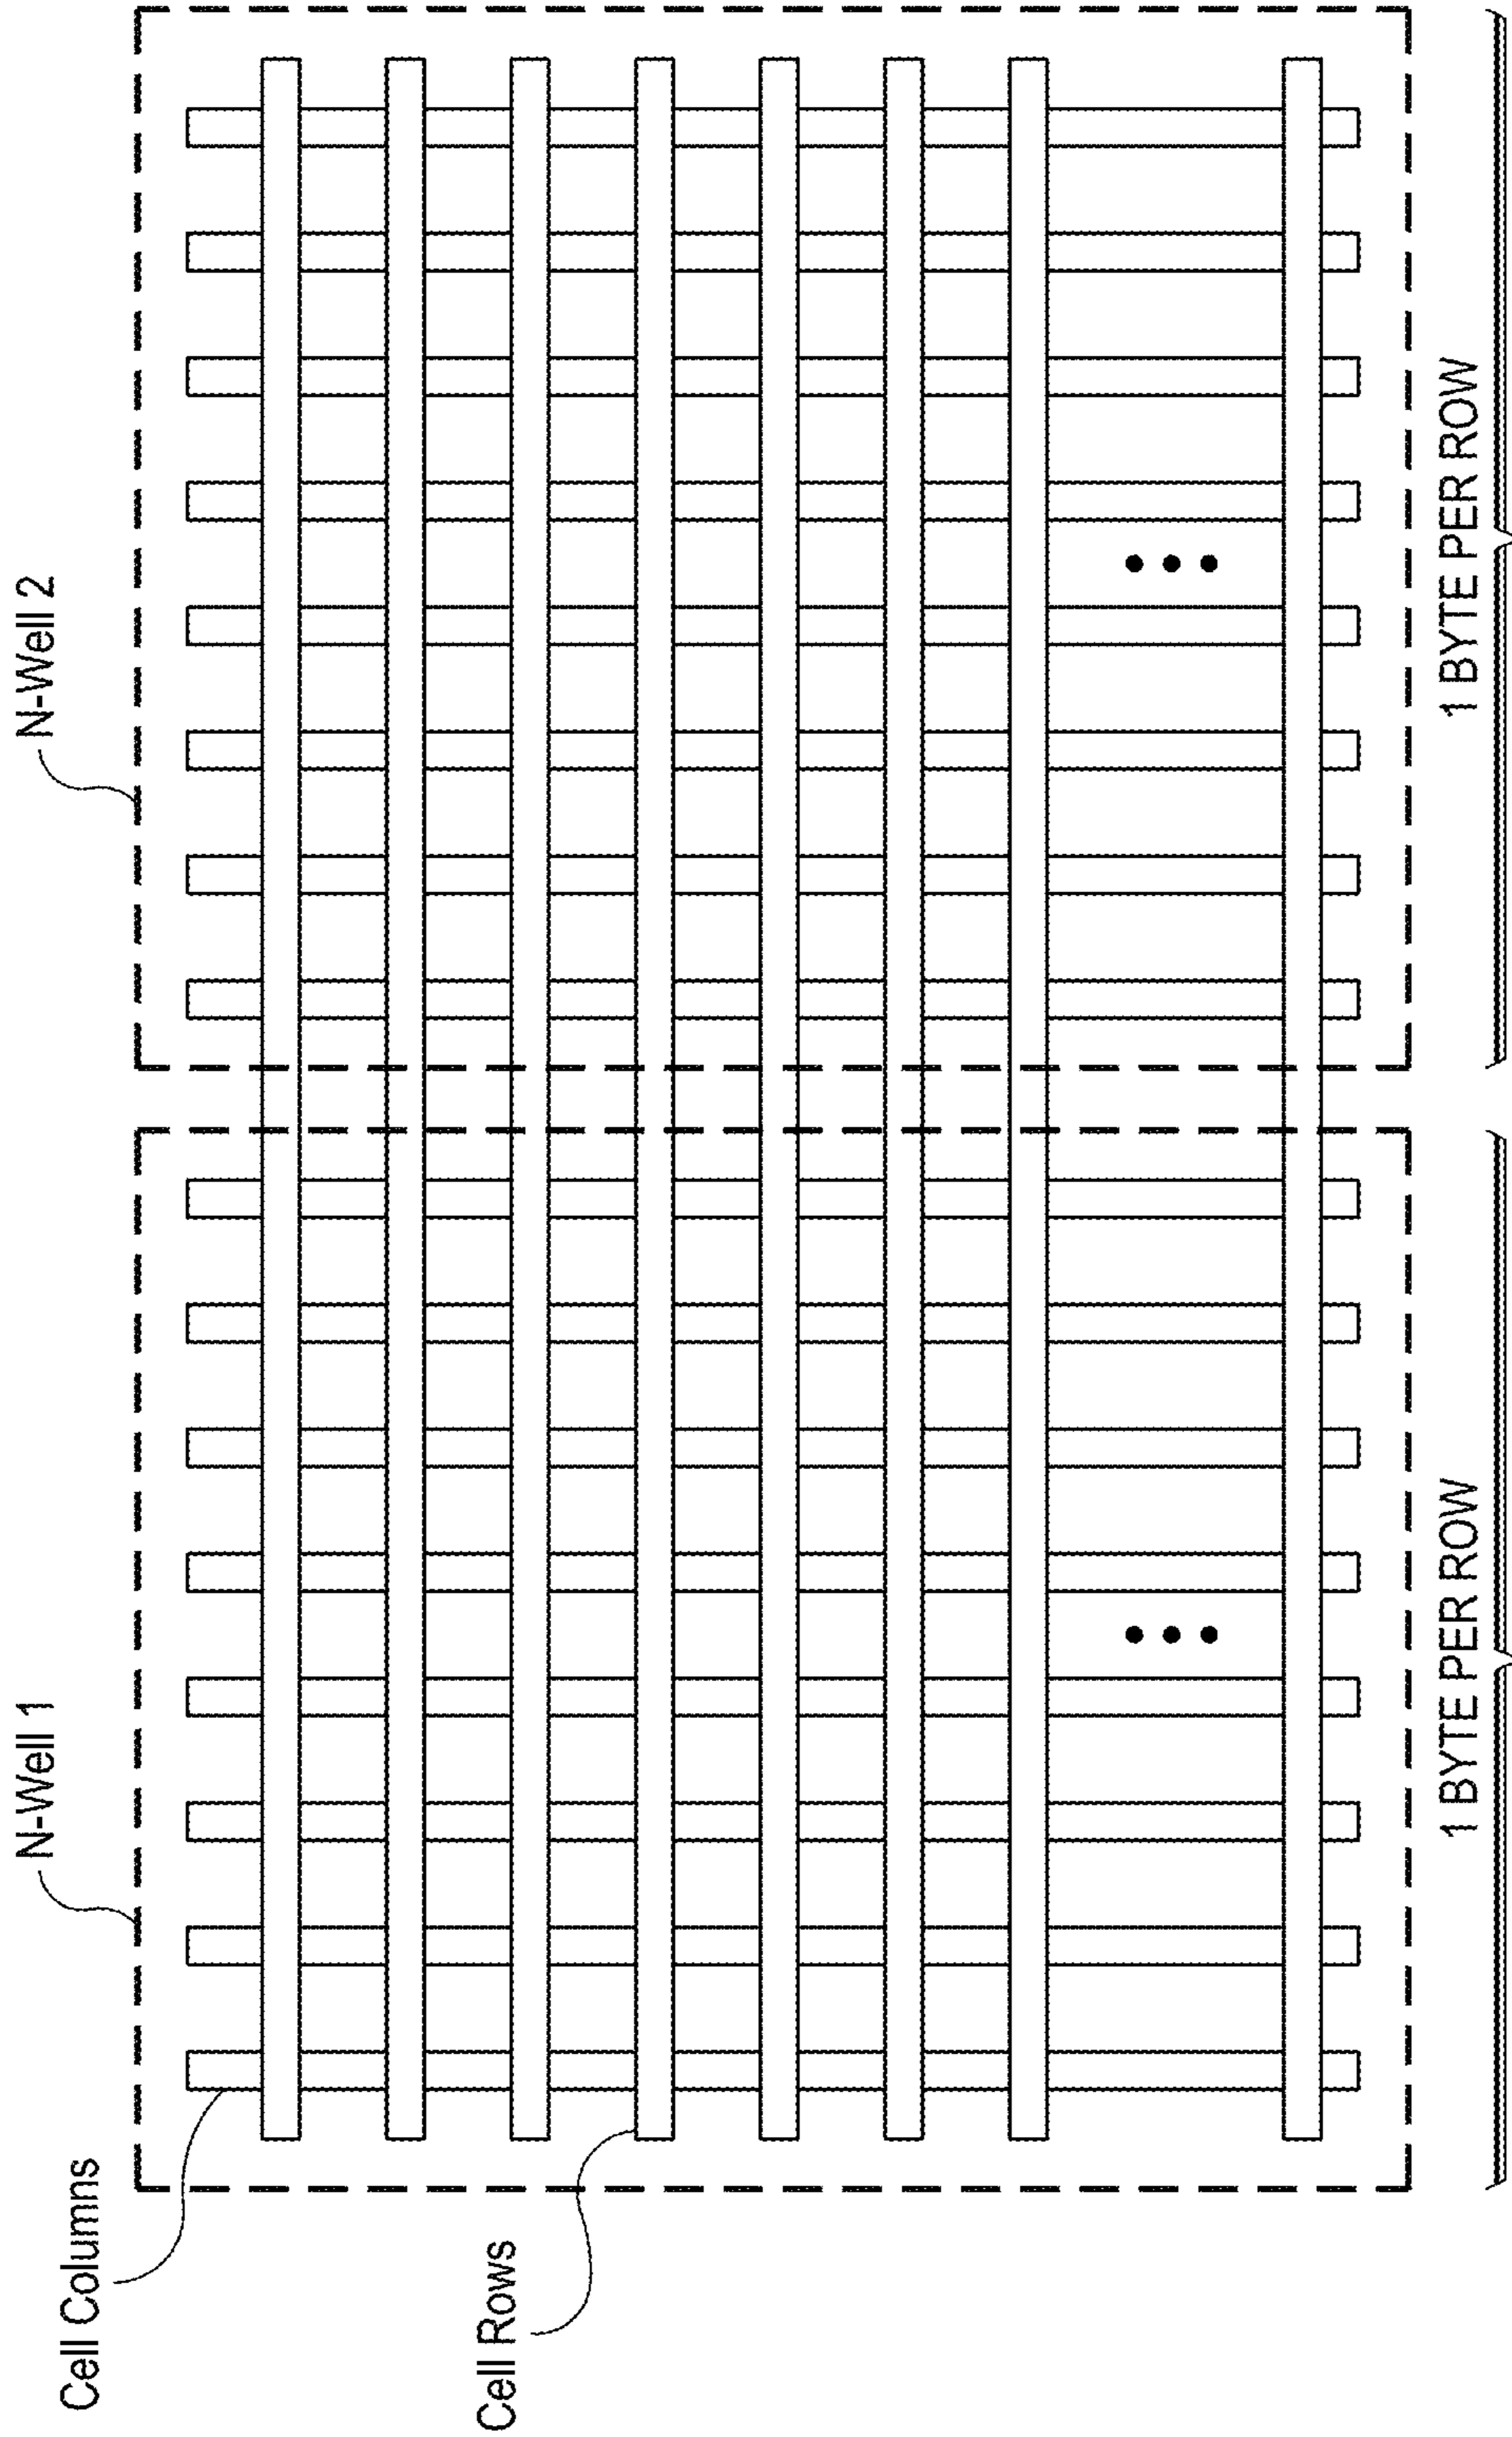 N-Well 1
N-Well 2
Cell Columns
Cell Rows
1 BYTE PER ROW
1 BYTE PER ROW